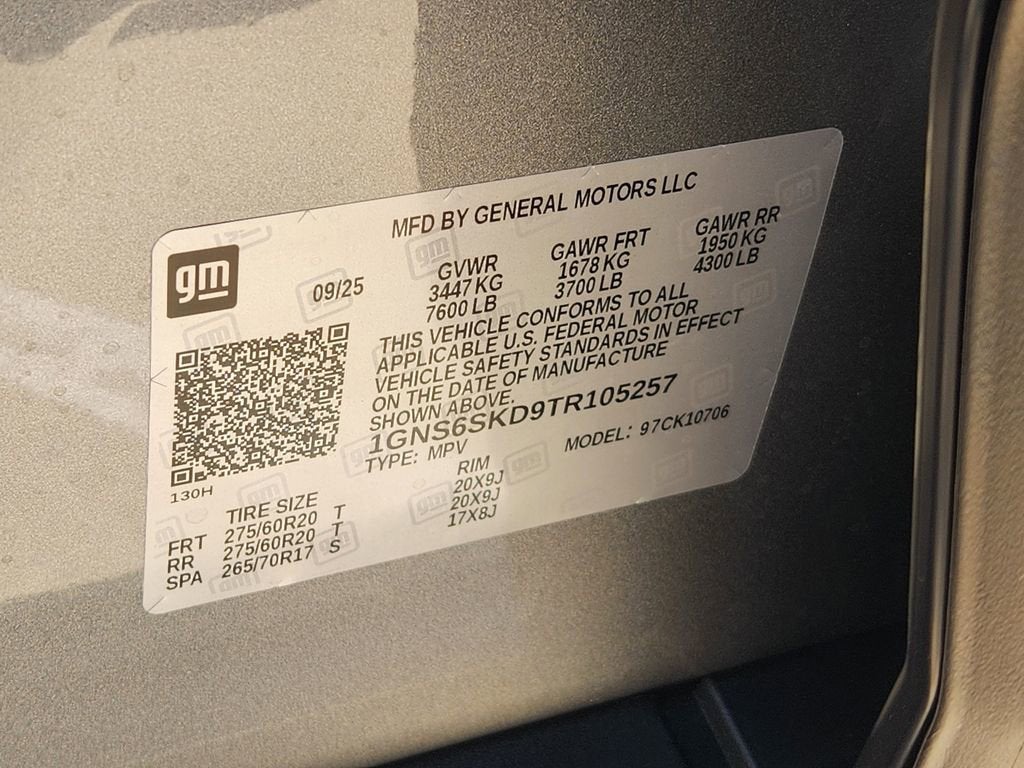 MFD BY GENERAL MOTORS LLC
gm
09/25
GVWR
3447 KG
7600 LB
GAWR FRT
1678 KG
3700 LB
GAWR RR
1950 KG
4300 LB
THIS VEHICLE CONFORMS TO ALL
APPLICABLE U.S. FEDERAL MOTOR
VEHICLE SAFETY STANDARDS IN EFFECT
ON THE DATE OF MANUFACTURE
SHOWN ABOVE.
1GNS6SKD9TR105257
TYPE: MPV
MODEL: 97CK10706
130H
TIRE SIZE
RIM
FRT 275/60R20 T 20X9J
RR 275/60R20 T 20X9J
SPA 265/70R17 S 17X8J